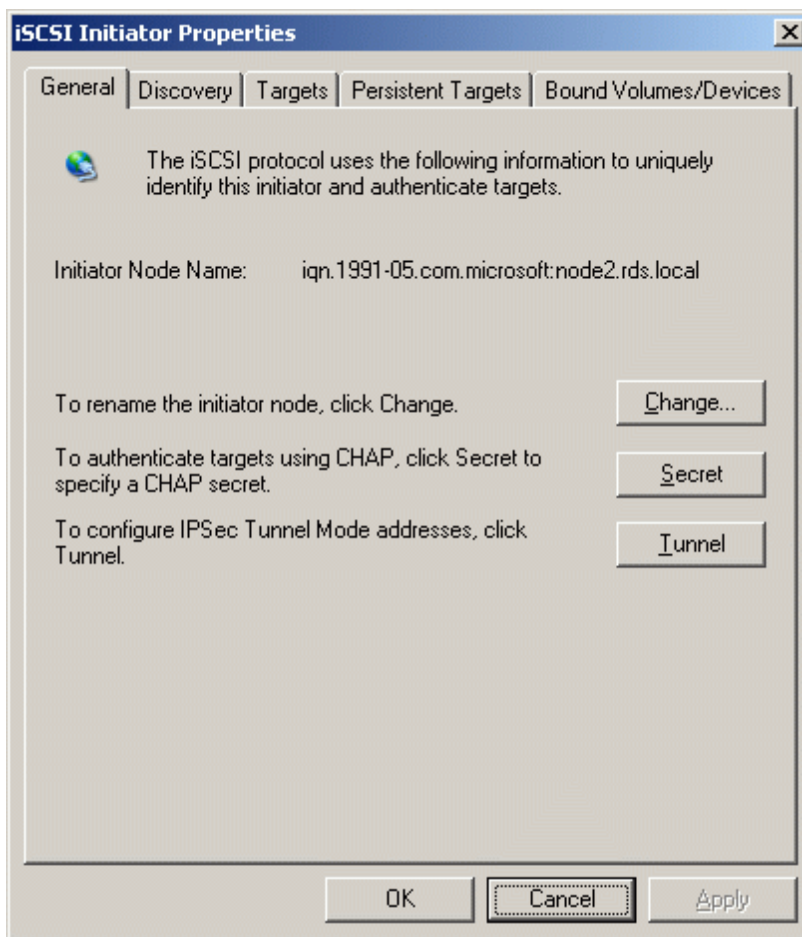 iSCSI Initiator Properties
General Discovery Targets Persistent Targets Bound Volumes/Devices
The iSCSI protocol uses the following information to uniquely
identify this initiator and authenticate targets.
Initiator Node Name: iqn.1991-05.com.microsoft:node2.rds.local
To rename the initiator node, click Change.
Change...
To authenticate targets using CHAP, click Secret to
specify a CHAP secret.
Secret
To configure IPSec Tunnel Mode addresses, click
Tunnel.
Tunnel
OK Cancel Apply